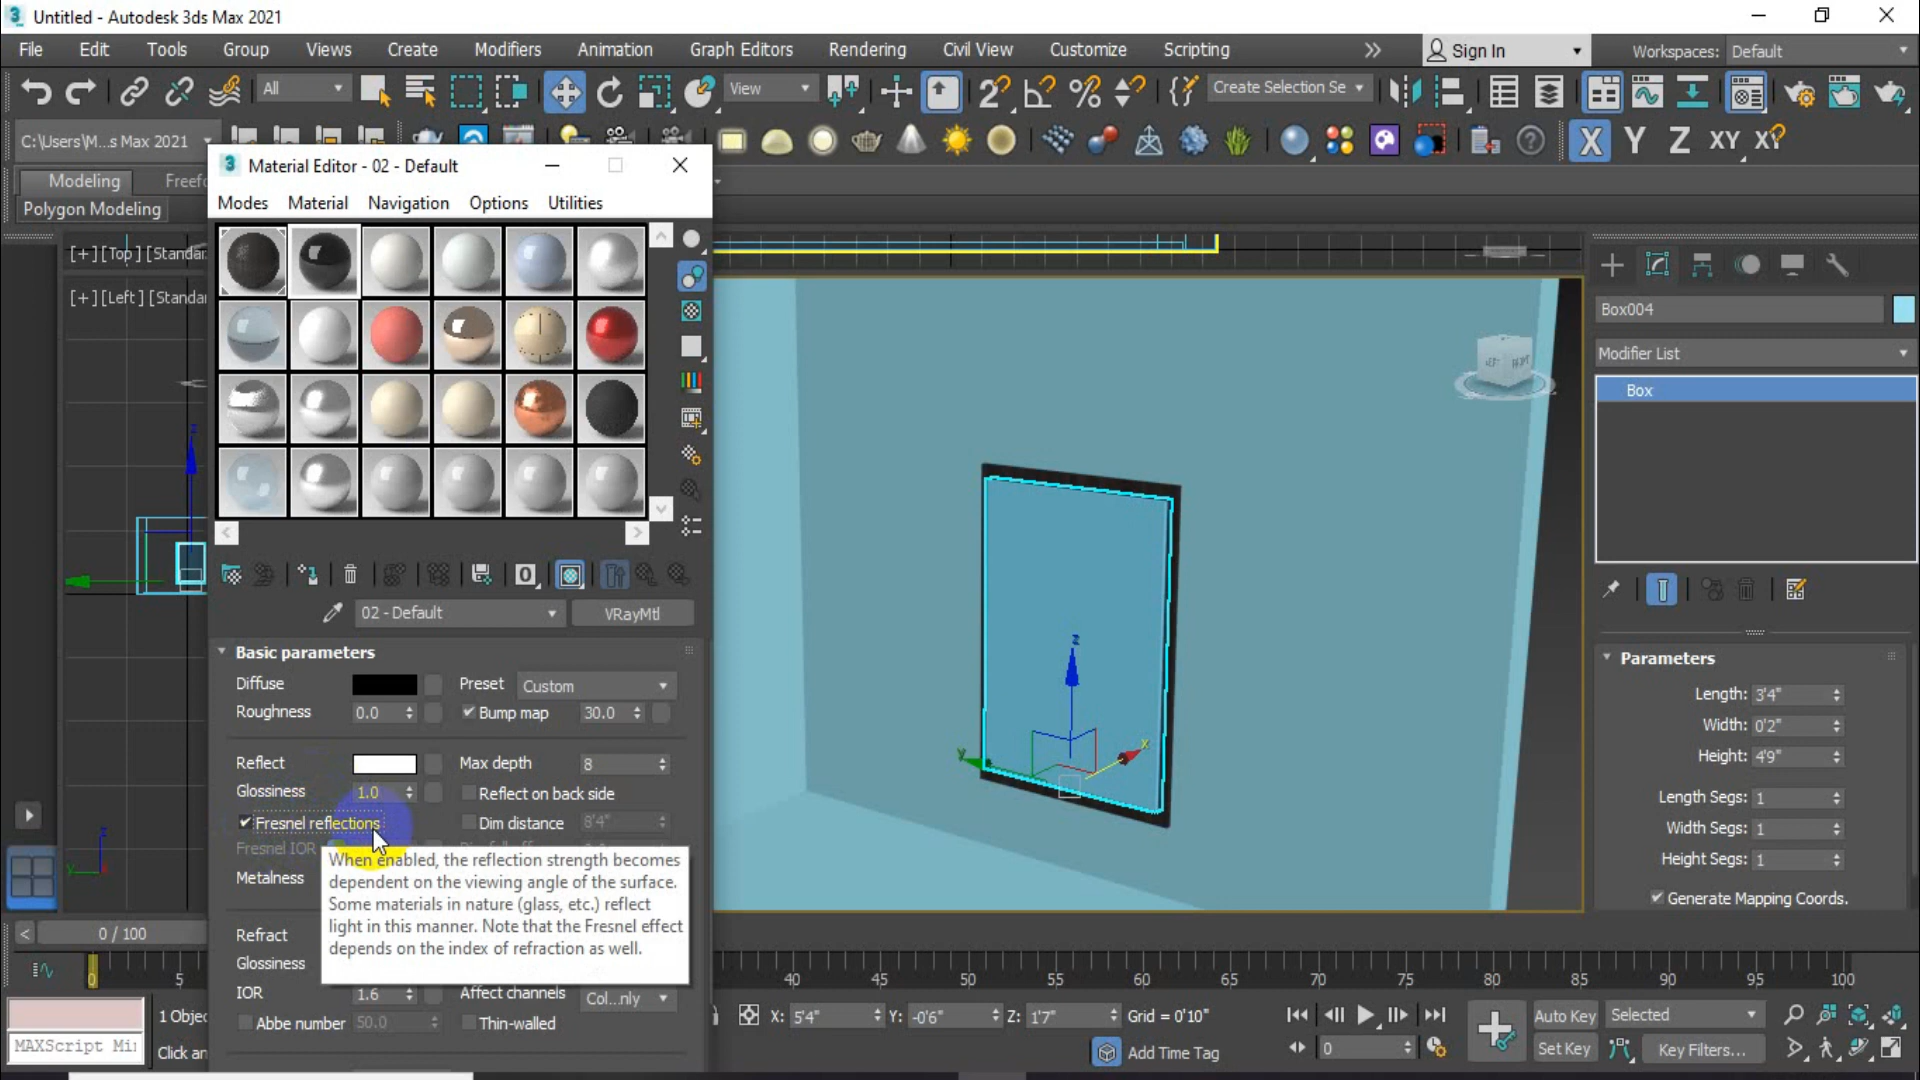 Untitled - Autodesk 3ds Max 2021
File Edit Tools Group Views Create Modifiers Animation Graph Editors Rendering Civil View Customize Scripting
Sign In Workspaces: Default
All View Create Selection Se
C:\Users\M...s Max 2021
X Y Z XY
Modeling Freefo
Polygon Modeling
Material Editor - 02 - Default
Modes Material Navigation Options Utilities
[+] [Top] [Standar
[+] [Left] [Standar
02 - Default VRayMtl
Basic parameters
Diffuse Preset Custom
Roughness 0.0 Bump map 30.0
Reflect Max depth 8
Glossiness 1.0 Reflect on back side
Fresnel reflections Dim distance 8'4"
Fresnel IOR
Metalness
When enabled, the reflection strength becomes
dependent on the viewing angle of the surface.
Some materials in nature (glass, etc.) reflect
light in this manner. Note that the Fresnel effect
depends on the index of refraction as well.
Refract
Glossiness
IOR 1.6 Affect channels Col...nly
Abbe number 50.0 Thin-walled
z
y
x
z
z
y
LEFT FRONT
Box004
Modifier List
Box
Parameters
Length: 3'4"
Width: 0'2"
Height: 4'9"
Length Segs: 1
Width Segs: 1
Height Segs: 1
Generate Mapping Coords.
0 / 100
0 5 40 45 50 55 60 65 70 75 80 85 90 95 100
1 Objec X: 5'4" Y: -0'6" Z: 1'7" Grid = 0'10" Auto Key Selected
MAXScript Mi Click an Add Time Tag 0 Set Key Key Filters...